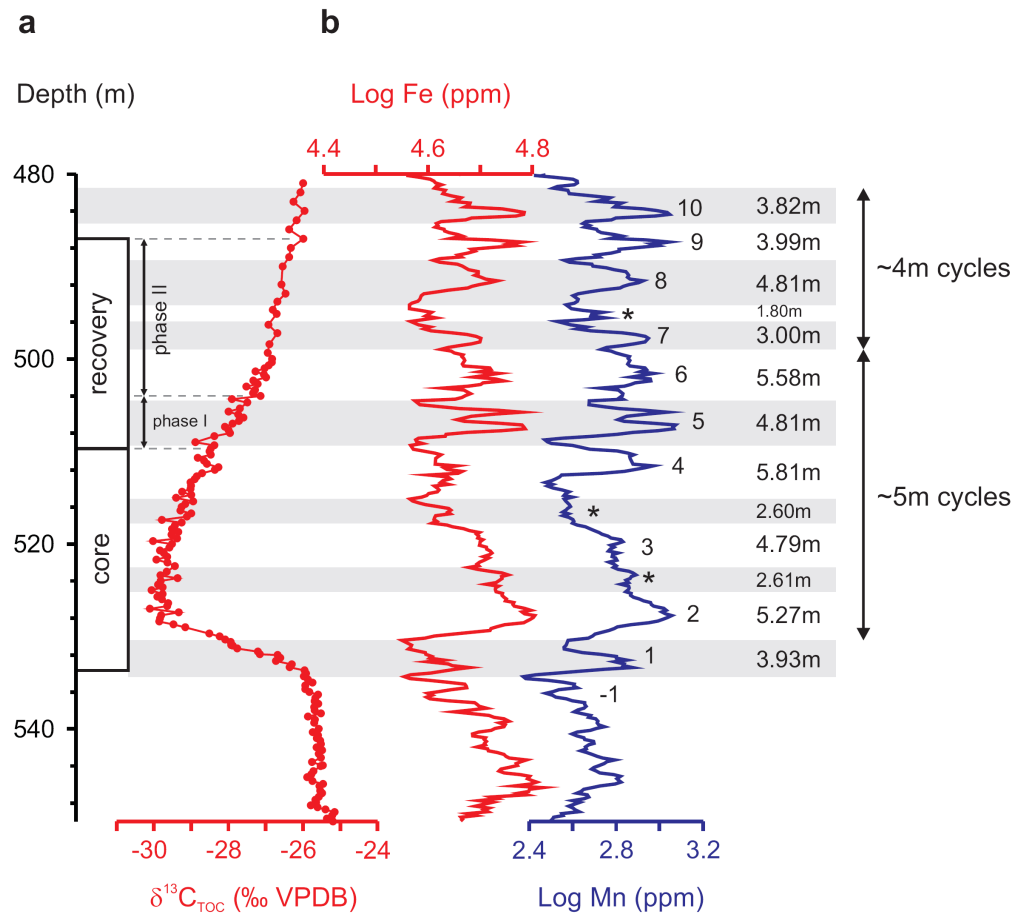 a
b
Depth (m)
Log Fe (ppm)
4.4
4.6
4.8
480
500
520
540
recovery
core
phase II
phase I
10
9
8
*
7
6
5
4
*
3
*
2
1
-1
3.82m
3.99m
4.81m
1.80m
3.00m
5.58m
4.81m
5.81m
2.60m
4.79m
2.61m
5.27m
3.93m
~4m cycles
~5m cycles
-30
-28
-26
-24
2.4
2.8
3.2
δ¹³C_TOC (‰ VPDB)
Log Mn (ppm)